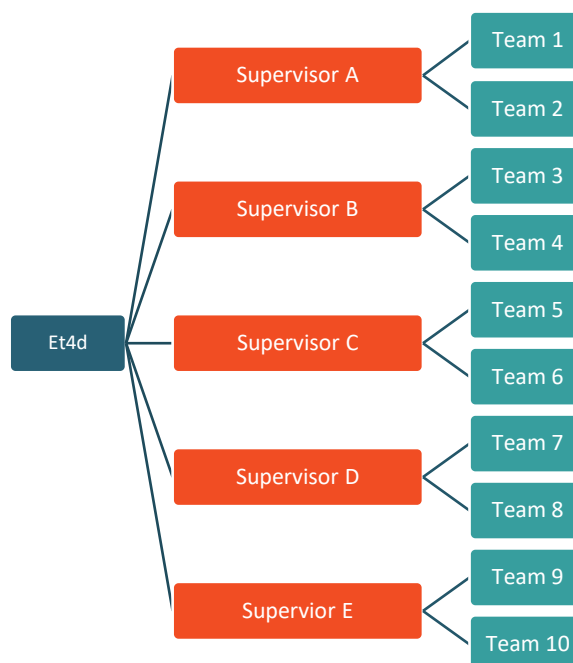 Et4d
Supervisor A
Team 1
Team 2
Supervisor B
Team 3
Team 4
Supervisor C
Team 5
Team 6
Supervisor D
Team 7
Team 8
Supervior E
Team 9
Team 10